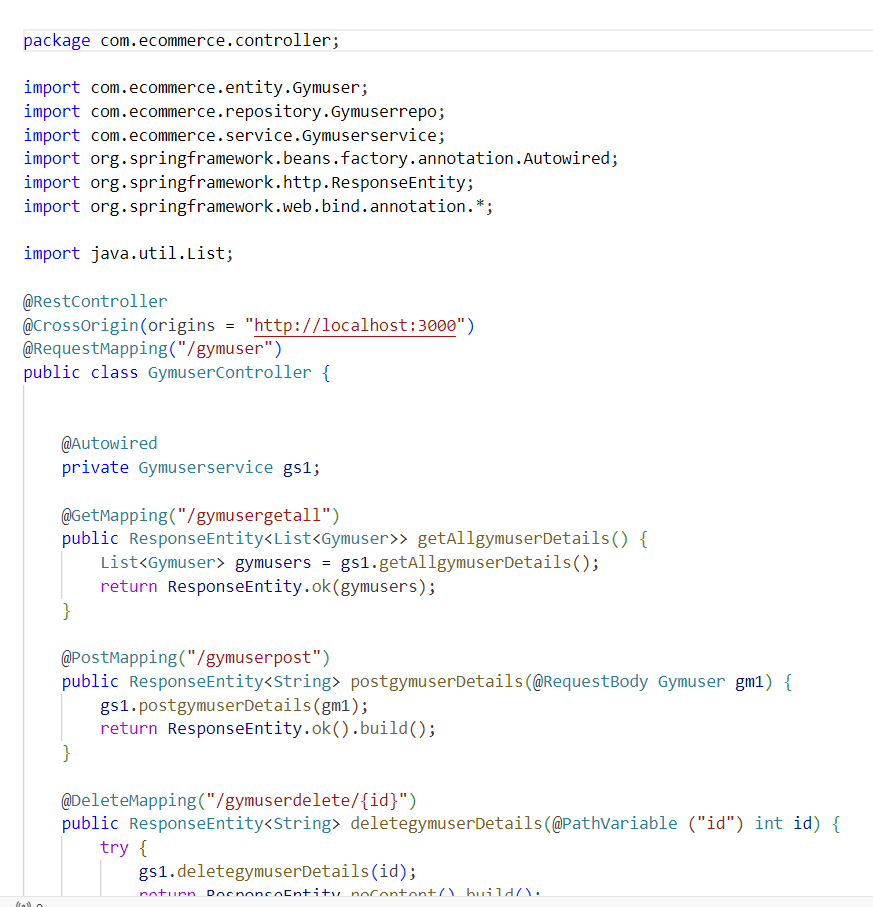 package com.ecommerce.controller;
import com.ecommerce.entity.Gymuser;
import com.ecommerce.repository.Gymuserrepo;
import com.ecommerce.service.Gymuserservice;
import org.springframework.beans.factory.annotation.Autowired;
import org.springframework.http.ResponseEntity;
import org.springframework.web.bind.annotation.*;
import java.util.List;
@RestController
@CrossOrigin(origins = "http://localhost:3000")
@RequestMapping("/gymuser")
public class GymuserController {
@Autowired
private Gymuserservice gs1;
@GetMapping("/gymusergetall")
public ResponseEntity<List<Gymuser>> getAllgymuserDetails() {
List<Gymuser> gymusers = gs1.getAllgymuserDetails();
return ResponseEntity.ok(gymusers);
}
@PostMapping("/gymuserpost")
public ResponseEntity<String> postgymuserDetails(@RequestBody Gymuser gm1) {
gs1.postgymuserDetails(gm1);
return ResponseEntity.ok().build();
}
@DeleteMapping("/gymuserdelete/{id}")
public ResponseEntity<String> deletegymuserDetails(@PathVariable ("id") int id) {
try {
gs1.deletegymuserDetails(id);
return ResponseEntity.noContent().build();